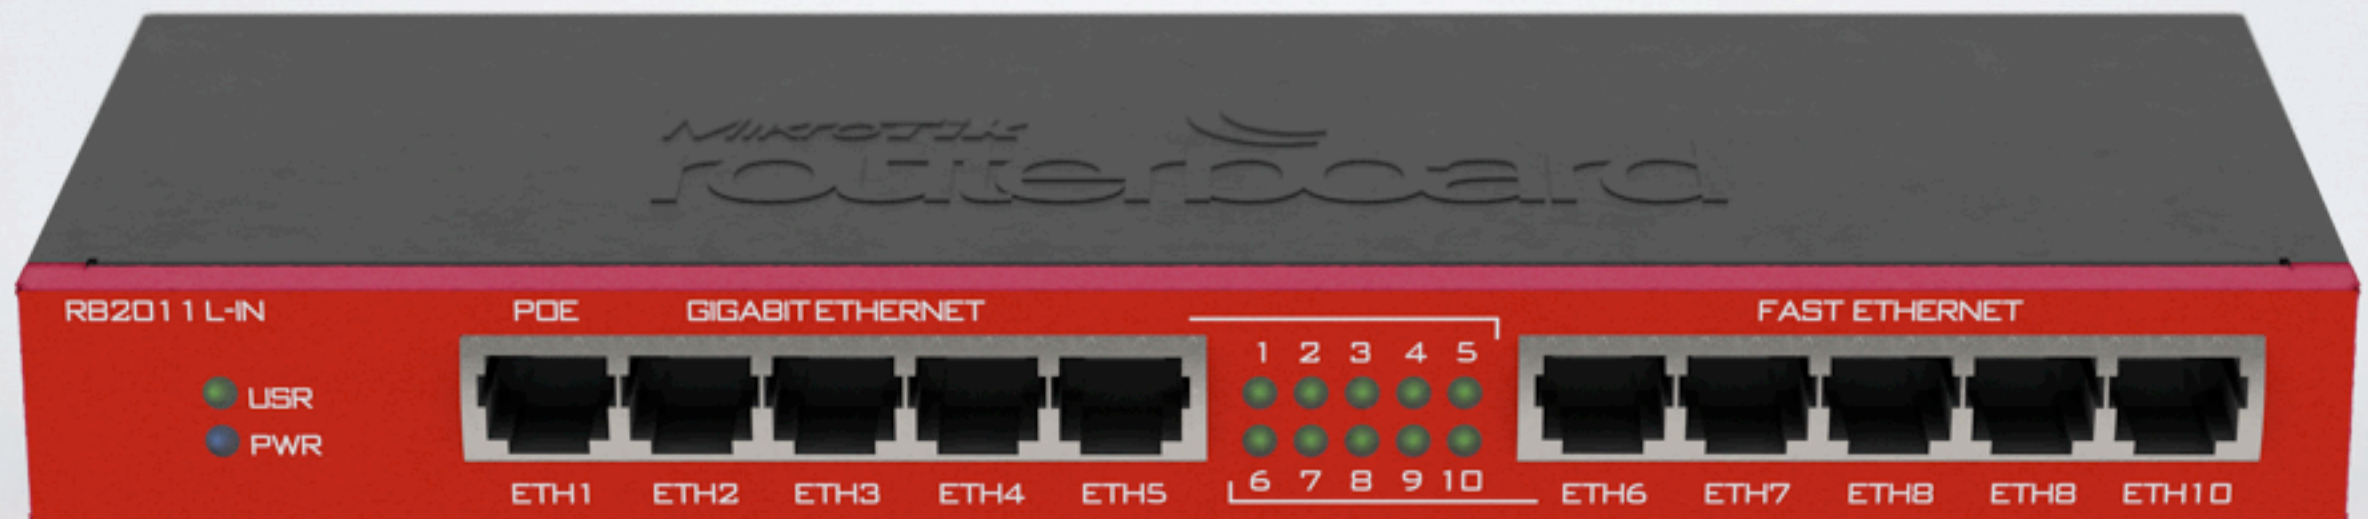 MikroTik
routerboard
RB2011 L-IN
POE GIGABIT ETHERNET
FAST ETHERNET
1 2 3 4 5
USR
PWR
6 7 8 9 10
ETH1 ETH2 ETH3 ETH4 ETH5
ETH6 ETH7 ETH8 ETH8 ETH10